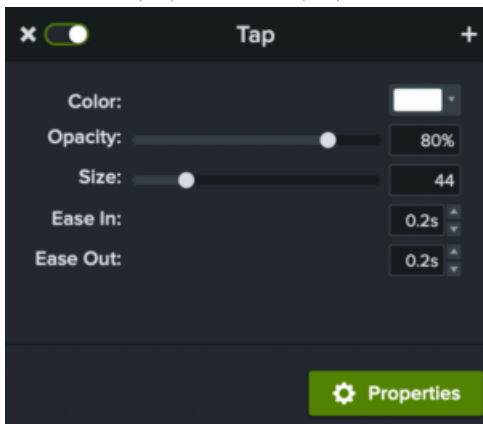 Tap
Color:
Opacity: 80%
Size: 44
Ease In: 0.2s
Ease Out: 0.2s
Properties